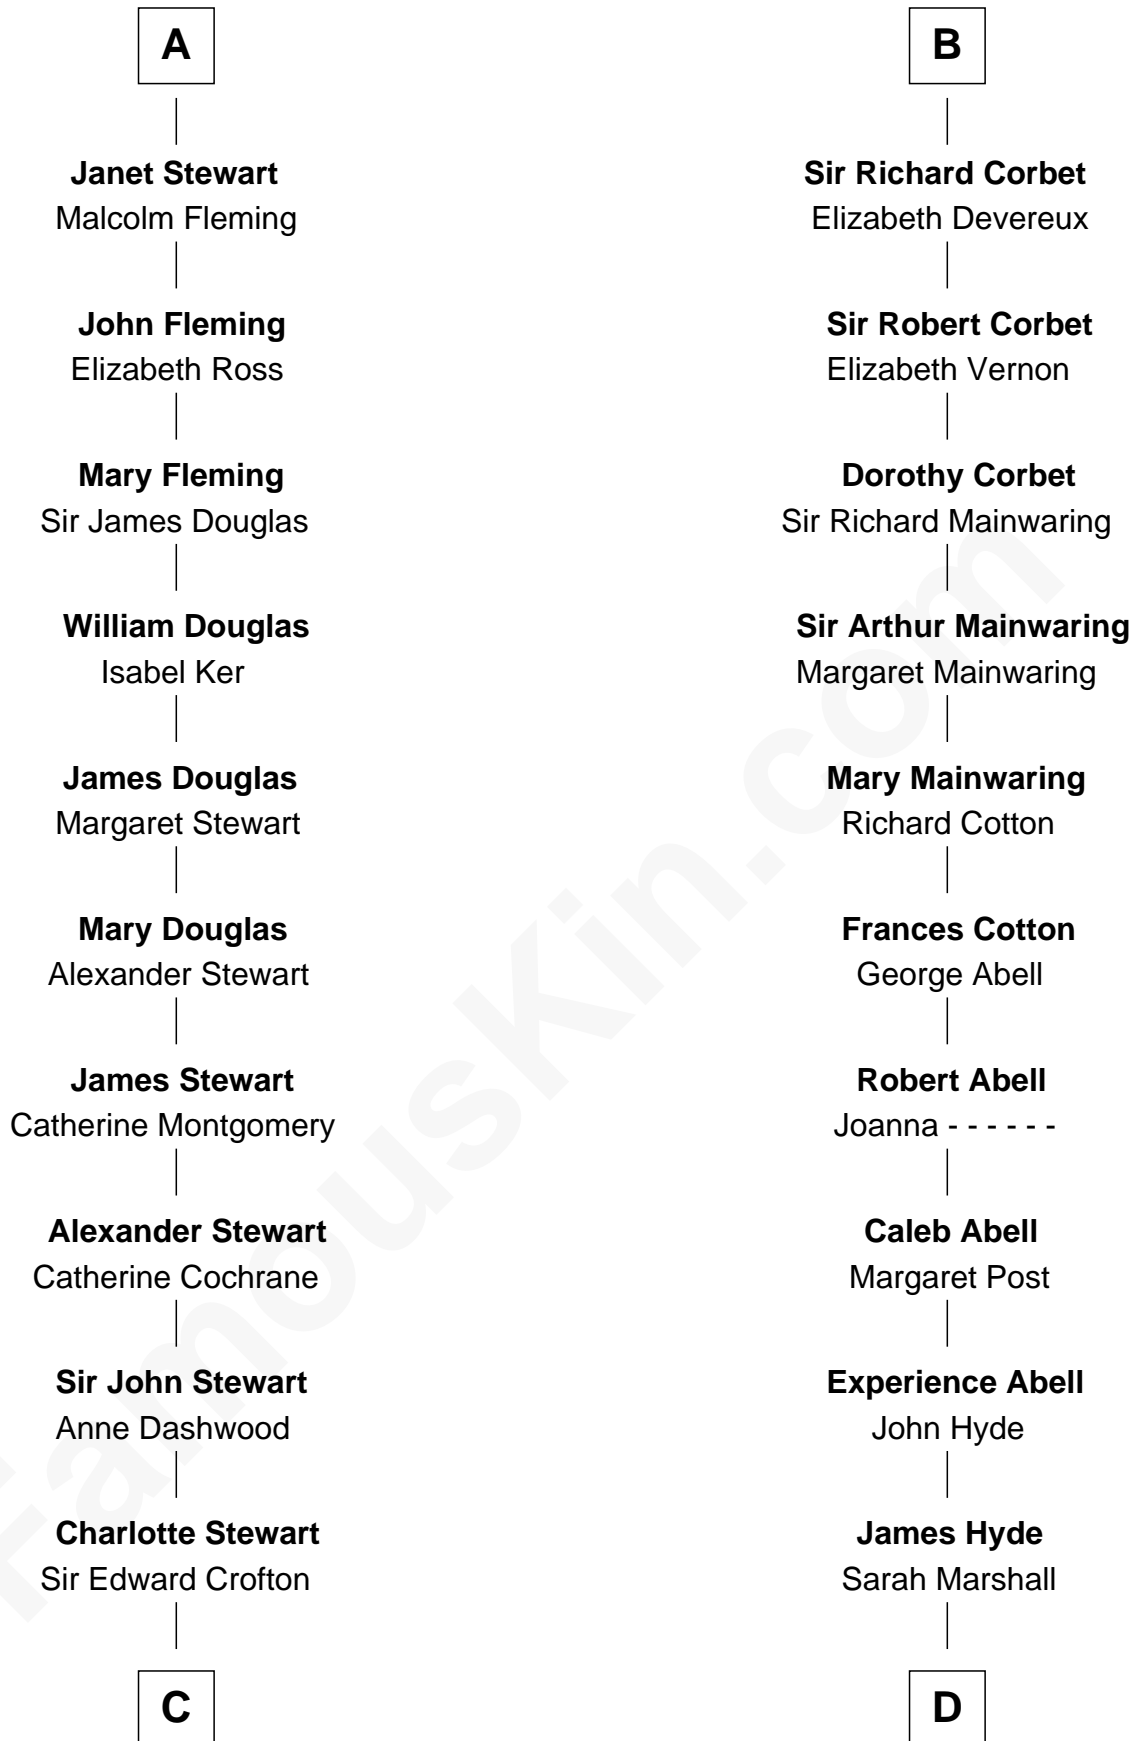 A
Janet Stewart
Malcolm Fleming
John Fleming
Elizabeth Ross
Mary Fleming
Sir James Douglas
William Douglas
Isabel Ker
James Douglas
Margaret Stewart
Mary Douglas
Alexander Stewart
James Stewart
Catherine Montgomery
Alexander Stewart
Catherine Cochrane
Sir John Stewart
Anne Dashwood
Charlotte Stewart
Sir Edward Crofton
C
B
Sir Richard Corbet
Elizabeth Devereux
Sir Robert Corbet
Elizabeth Vernon
Dorothy Corbet
Sir Richard Mainwaring
Sir Arthur Mainwaring
Margaret Mainwaring
Mary Mainwaring
Richard Cotton
Frances Cotton
George Abell
Robert Abell
Joanna - - - - - -
Caleb Abell
Margaret Post
Experience Abell
John Hyde
James Hyde
Sarah Marshall
D
FamousKin.com